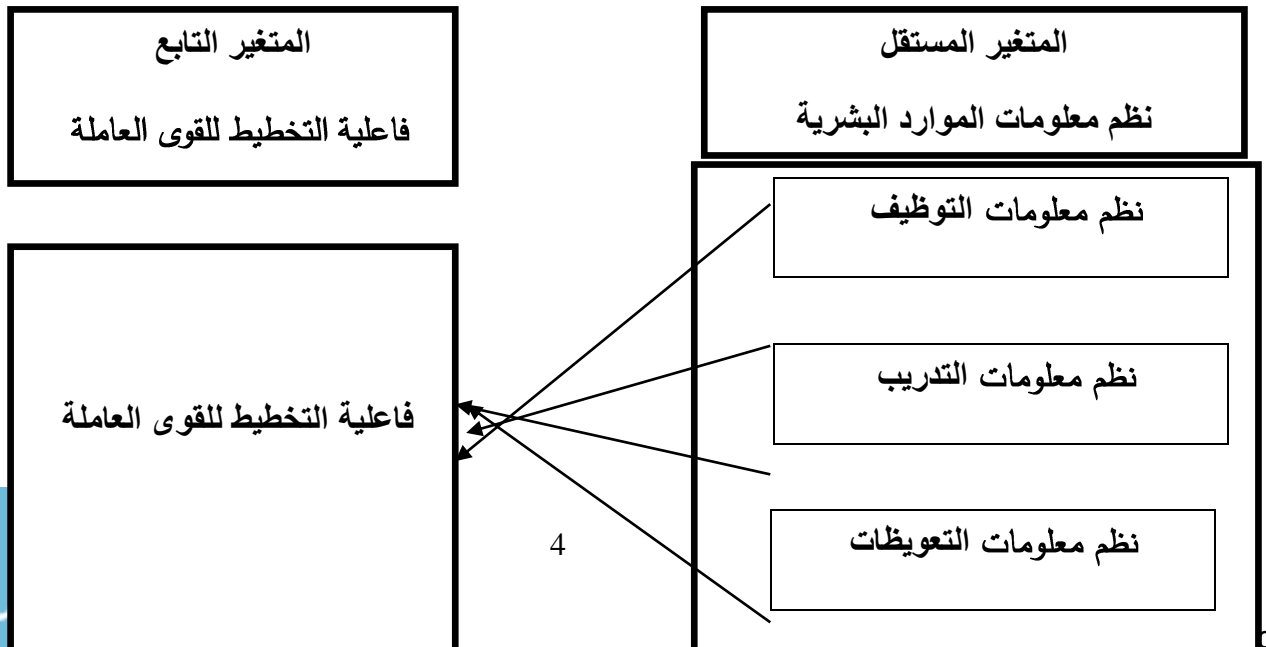 المتغير المستقل
نظم معلومات الموارد البشرية
المتغير التابع
فاعلية التخطيط للقوى العاملة
نظم معلومات التوظيف
نظم معلومات التدريب
نظم معلومات التعويظات
فاعلية التخطيط للقوى العاملة
4